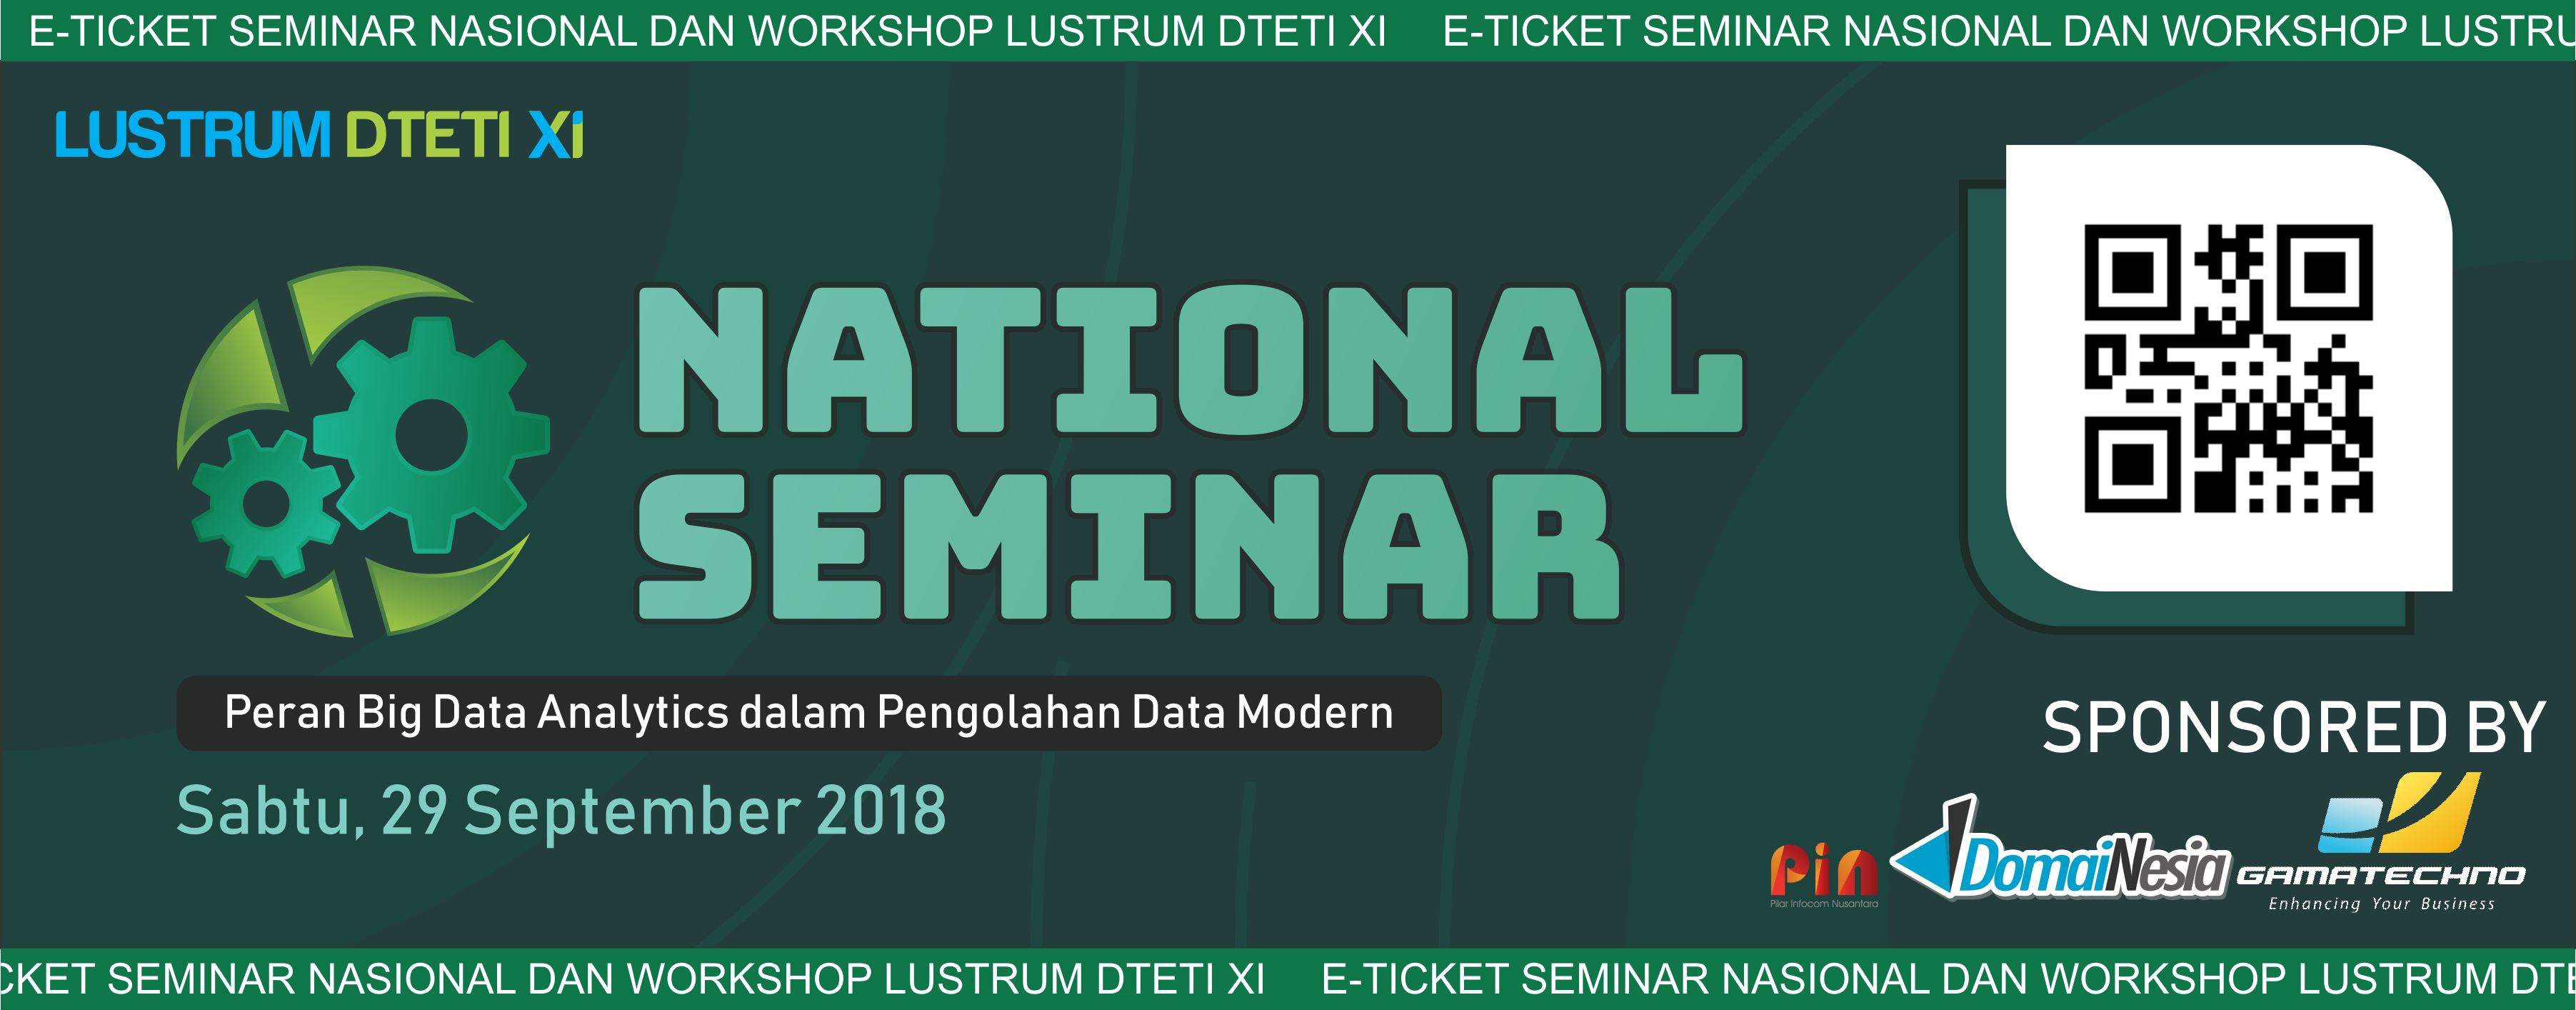 E-TICKET SEMINAR NASIONAL DAN WORKSHOP LUSTRUM DTETI XI E-TICKET SEMINAR NASIONAL DAN WORKSHOP LUSTRU
LUSTRUM DTETI XI
NATIONAL
SEMINAR
Peran Big Data Analytics dalam Pengolahan Data Modern
Sabtu, 29 September 2018
SPONSORED BY
Pin
Pilar Infocom Nusantara
DomaiNesia
GAMATECHNO
Enhancing Your Business
CKET SEMINAR NASIONAL DAN WORKSHOP LUSTRUM DTETI XI E-TICKET SEMINAR NASIONAL DAN WORKSHOP LUSTRUM DTE